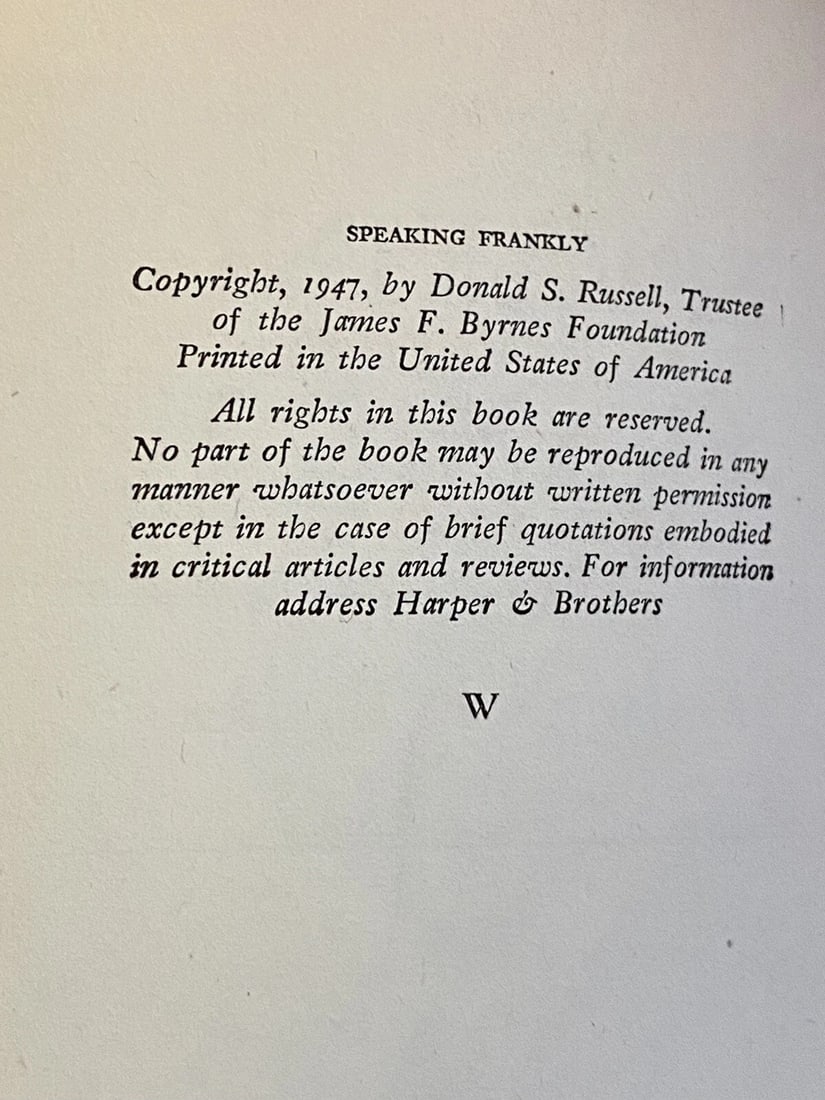 SPEAKING FRANKLY
Copyright, 1947, by Donald S. Russell, Trustee
of the James F. Byrnes Foundation
Printed in the United States of America
All rights in this book are reserved.
No part of the book may be reproduced in any
manner whatsoever without written permission
except in the case of brief quotations embodied
in critical articles and reviews. For information
address Harper & Brothers
W